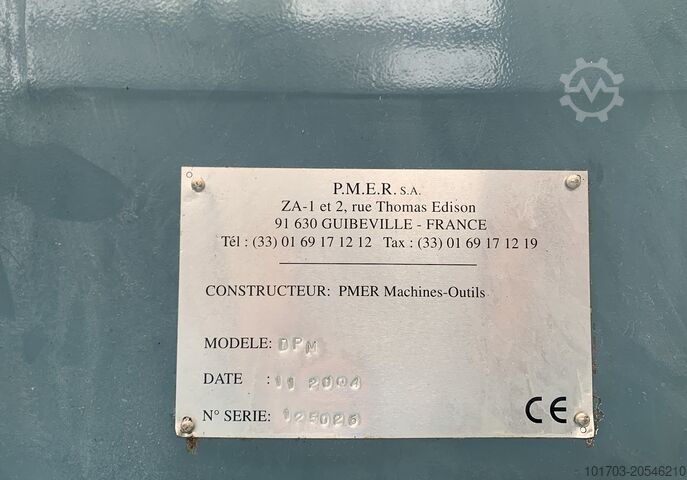 P.M.E.R. S.A.
ZA-1 et 2, rue Thomas Edison
91 630 GUIBEVILLE - FRANCE
Tél : (33) 01 69 17 12 12 Tax : (33) 01 69 17 12 19
CONSTRUCTEUR: PMER Machines-Outils
MODELE: DPM
DATE : 11 2004
N° SERIE: 125026
CE
101703-20546210